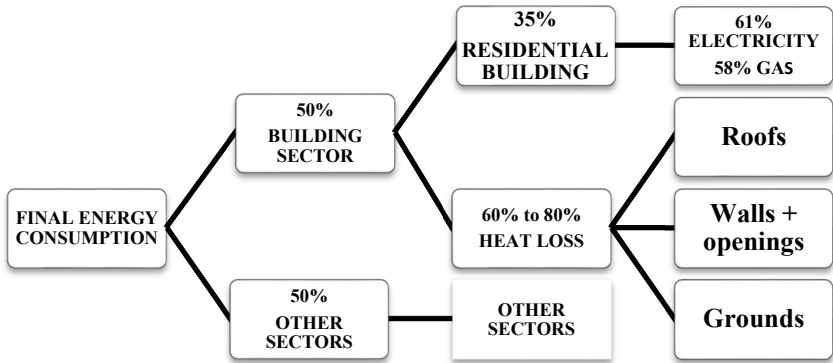 FINAL ENERGY
CONSUMPTION
50%
BUILDING
SECTOR
50%
OTHER
SECTORS
35%
RESIDENTIAL
BUILDING
60% to 80%
HEAT LOSS
OTHER
SECTORS
61%
ELECTRICITY
58% GAS
Roofs
Walls +
openings
Grounds